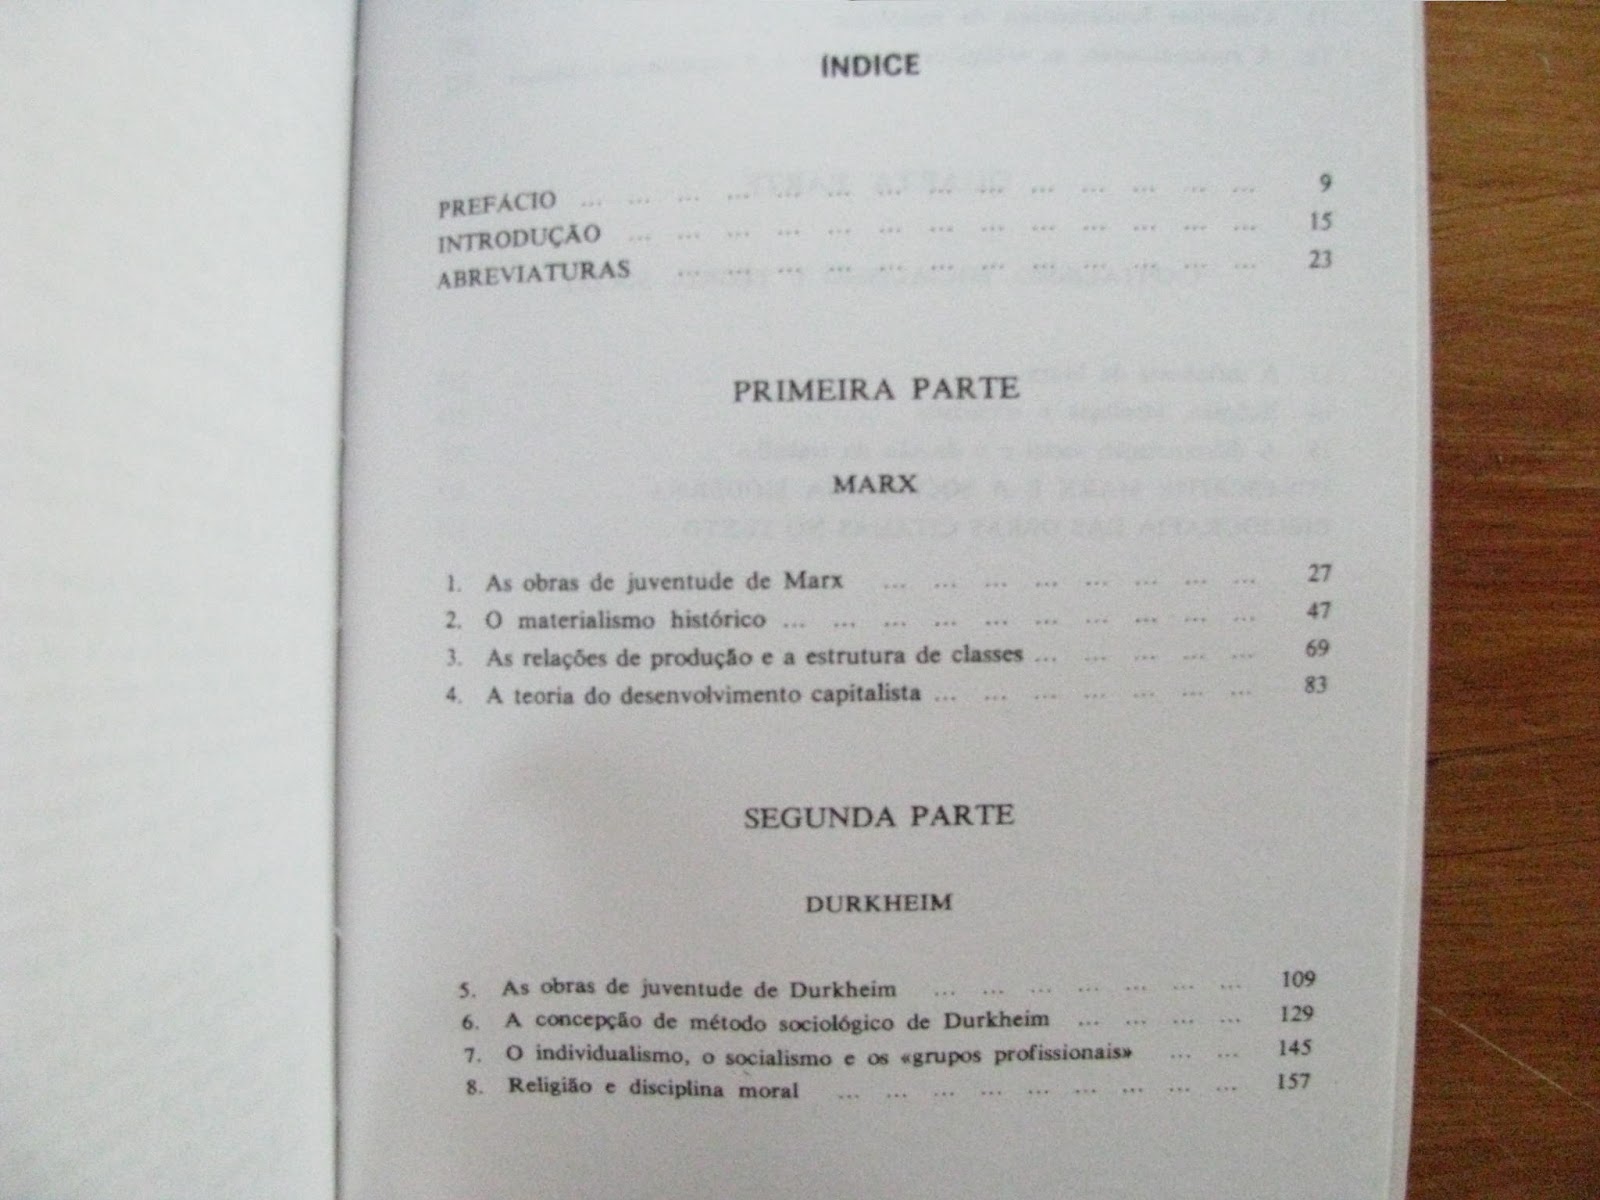 ÍNDICE
PREFÁCIO ... ... ... ... ... ... ... ... ... ... ... ... ... ... 9
INTRODUÇÃO ... ... ... ... ... ... ... ... ... ... ... ... ... 15
ABREVIATURAS ... ... ... ... ... ... ... ... ... ... ... ... 23
PRIMEIRA PARTE
MARX
1. As obras de juventude de Marx ... ... ... ... ... ... ... ... 27
2. O materialismo histórico ... ... ... ... ... ... ... ... ... ... 47
3. As relações de produção e a estrutura de classes ... ... ... ... ... 69
4. A teoria do desenvolvimento capitalista ... ... ... ... ... ... ... 83
SEGUNDA PARTE
DURKHEIM
5. As obras de juventude de Durkheim ... ... ... ... ... ... ... 109
6. A concepção de método sociológico de Durkheim ... ... ... ... 129
7. O individualismo, o socialismo e os «grupos profissionais» ... ... 145
8. Religião e disciplina moral ... ... ... ... ... ... ... ... ... 157